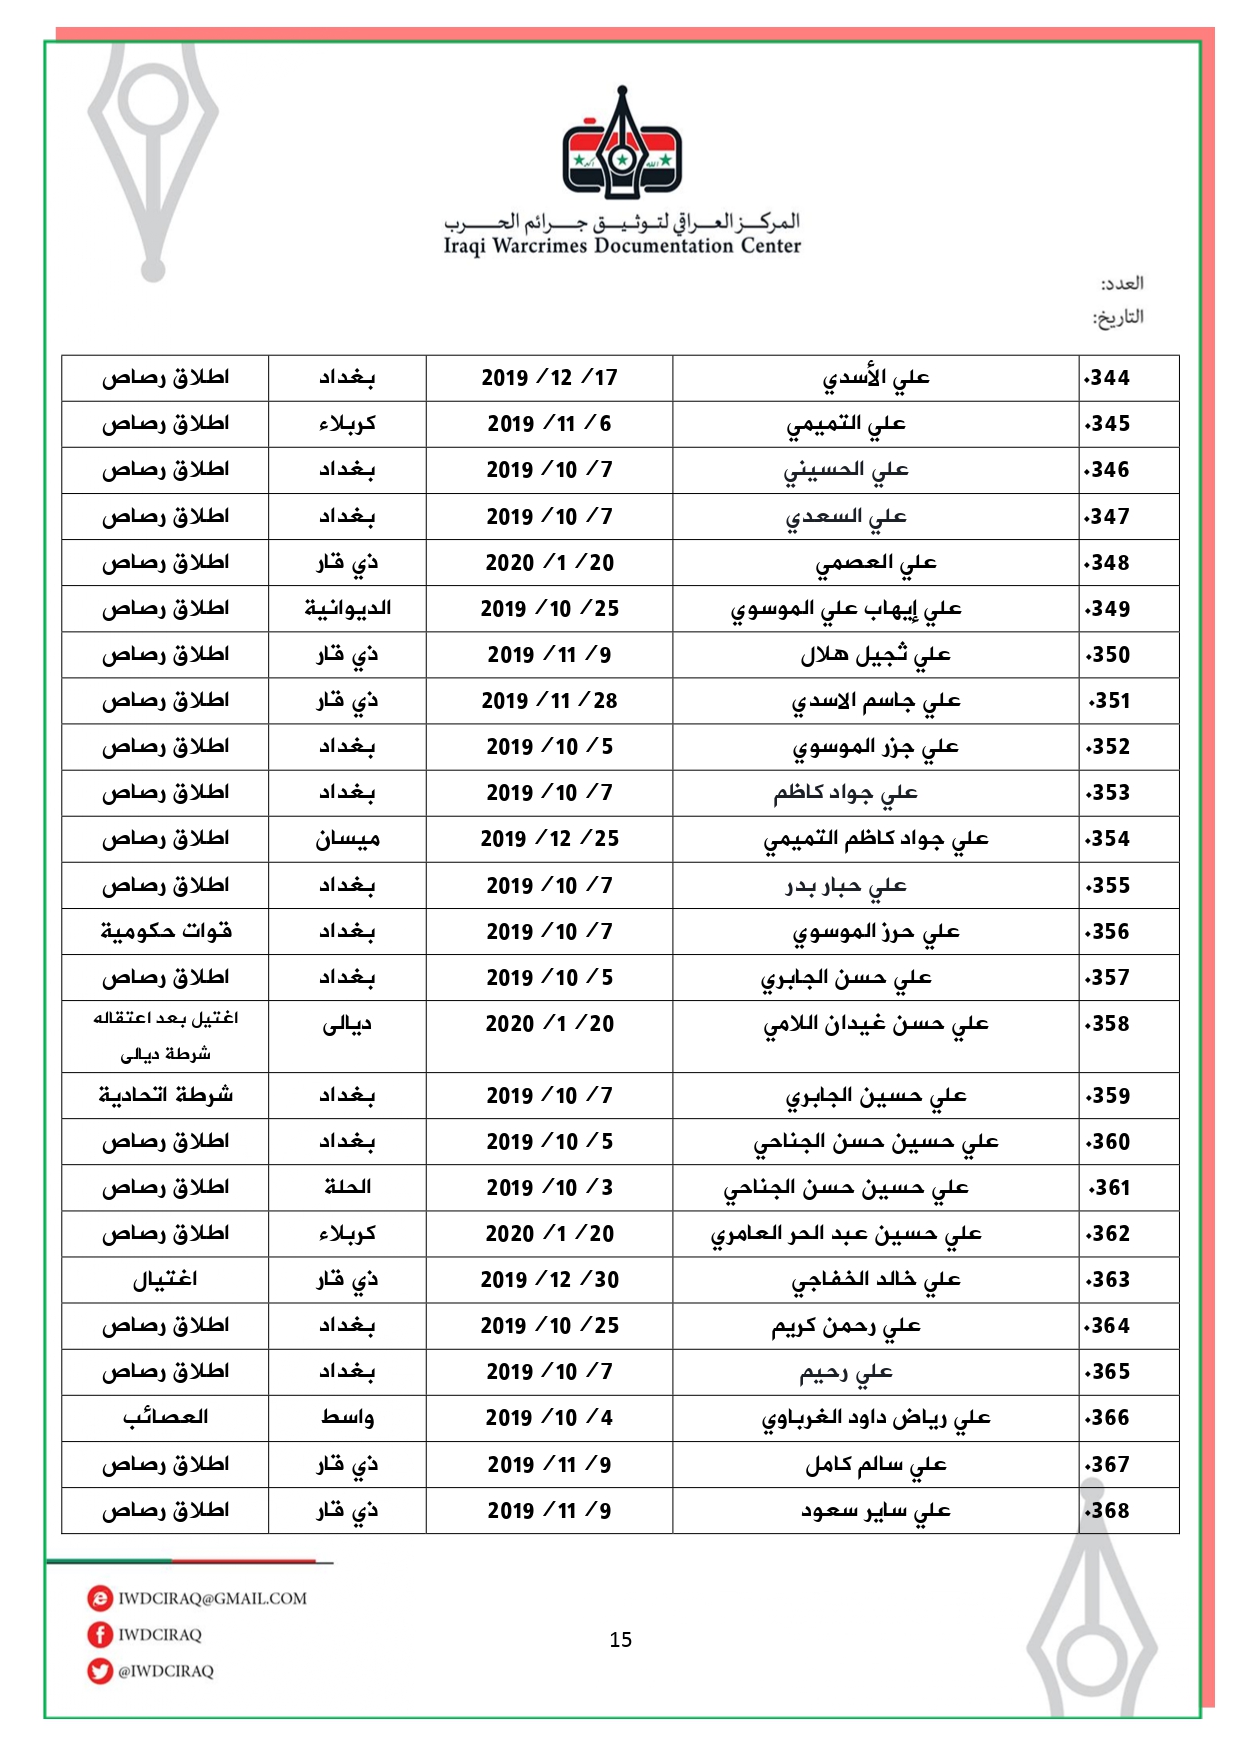 المركز العراقي لتوثيق جرائم الحرب
Iraqi Warcrimes Documentation Center
العدد:
التاريخ:
344. علي الأسدي 17/ 12/ 2019 بغداد اطلاق رصاص
345. علي التميمي 6/ 11/ 2019 كربلاء اطلاق رصاص
346. علي الحسيني 7/ 10/ 2019 بغداد اطلاق رصاص
347. علي السعدي 7/ 10/ 2019 بغداد اطلاق رصاص
348. علي العصمي 20/ 1/ 2020 ذي قار اطلاق رصاص
349. علي إيهاب علي الموسوي 25/ 10/ 2019 الديوانية اطلاق رصاص
350. علي ثجيل هلال 9/ 11/ 2019 ذي قار اطلاق رصاص
351. علي جاسم الاسدي 28/ 11/ 2019 ذي قار اطلاق رصاص
352. علي جزر الموسوي 5/ 10/ 2019 بغداد اطلاق رصاص
353. علي جواد كاظم 7/ 10/ 2019 بغداد اطلاق رصاص
354. علي جواد كاظم التميمي 25/ 12/ 2019 ميسان اطلاق رصاص
355. علي حبار بدر 7/ 10/ 2019 بغداد اطلاق رصاص
356. علي حرز الموسوي 7/ 10/ 2019 بغداد قوات حكومية
357. علي حسن الجابري 5/ 10/ 2019 بغداد اطلاق رصاص
358. علي حسن غيدان اللامي 20/ 1/ 2020 ديالى اغتيل بعد اعتقاله
شرطة ديالى
359. علي حسين الجابري 7/ 10/ 2019 بغداد شرطة اتحادية
360. علي حسين حسن الجناحي 5/ 10/ 2019 بغداد اطلاق رصاص
361. علي حسين حسن الجناحي 3/ 10/ 2019 الحلة اطلاق رصاص
362. علي حسين عبد الحر العامري 20/ 1/ 2020 كربلاء اطلاق رصاص
363. علي خالد الخفاجي 30/ 12/ 2019 ذي قار اغتيال
364. علي رحمن كريم 25/ 10/ 2019 بغداد اطلاق رصاص
365. علي رحيم 7/ 10/ 2019 بغداد اطلاق رصاص
366. علي رياض داود الغرباوي 4/ 10/ 2019 واسط العصائب
367. علي سالم كامل 9/ 11/ 2019 ذي قار اطلاق رصاص
368. علي ساير سعود 9/ 11/ 2019 ذي قار اطلاق رصاص
IWDCIRAQ@GMAIL.COM
IWDCIRAQ
@IWDCIRAQ
15